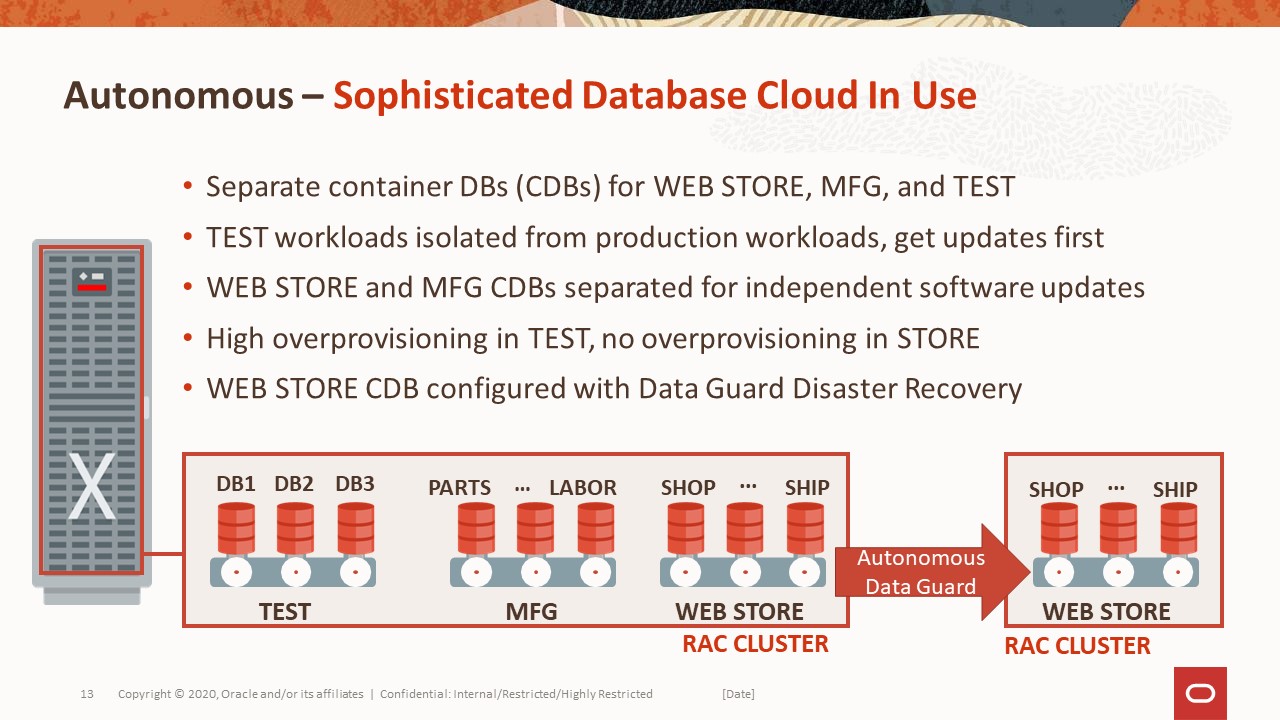 Autonomous – Sophisticated Database Cloud In Use
• Separate container DBs (CDBs) for WEB STORE, MFG, and TEST
• TEST workloads isolated from production workloads, get updates first
• WEB STORE and MFG CDBs separated for independent software updates
• High overprovisioning in TEST, no overprovisioning in STORE
• WEB STORE CDB configured with Data Guard Disaster Recovery
X
DB1 DB2 DB3
PARTS ... LABOR
SHOP ... SHIP
SHOP ... SHIP
Autonomous
Data Guard
TEST
MFG
WEB STORE
WEB STORE
RAC CLUSTER
RAC CLUSTER
13 Copyright © 2020, Oracle and/or its affiliates | Confidential: Internal/Restricted/Highly Restricted [Date]